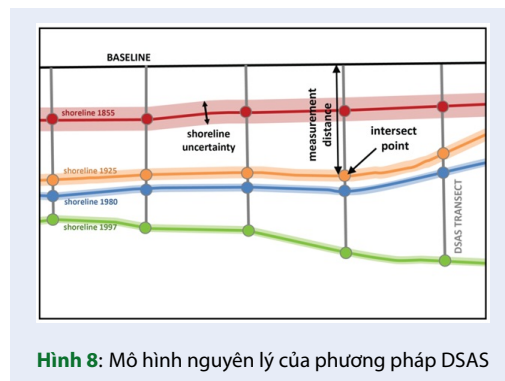 BASELINE
shoreline 1855
shoreline
uncertainty
measurement
distance
intersect
point
shoreline 1925
shoreline 1980
shoreline 1997
DSAS TRANSECT
Hình 8: Mô hình nguyên lý của phương pháp DSAS